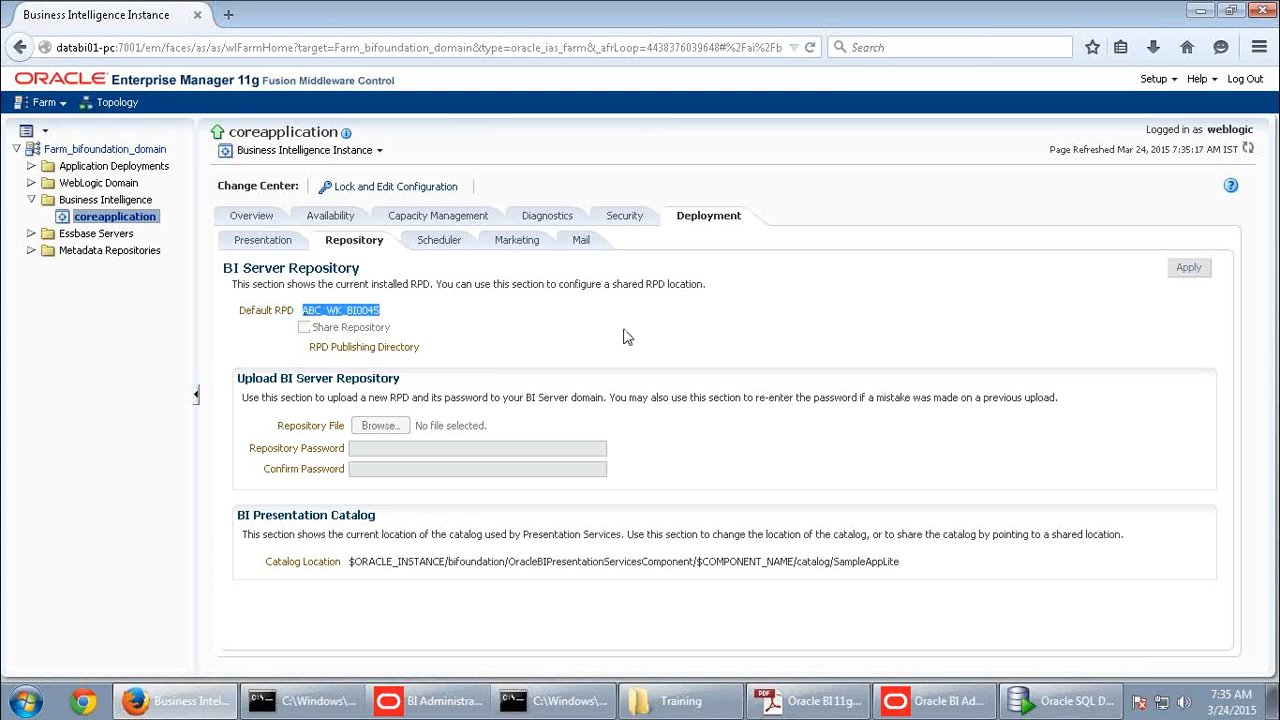 Business Intelligence Instance
databi01-pc:7001/em/faces/as/as/wlFarmHome?target=Farm_bifoundation_domain&type=oracle_ias_farm&_afrLoop=4438376039648#%2Fai%2Fb
Search
ORACLE Enterprise Manager 11g Fusion Middleware Control
Setup Help Log Out
Farm Topology
Farm_bifoundation_domain
Application Deployments
WebLogic Domain
Business Intelligence
coreapplication
Essbase Servers
Metadata Repositories
coreapplication
Business Intelligence Instance
Logged in as weblogic
Page Refreshed Mar 24, 2015 7:35:17 AM IST
Change Center: Lock and Edit Configuration
Overview Availability Capacity Management Diagnostics Security Deployment
Presentation Repository Scheduler Marketing Mail
BI Server Repository
Apply
This section shows the current installed RPD. You can use this section to configure a shared RPD location.
Default RPD ABC_WK_BI0045
Share Repository
RPD Publishing Directory
Upload BI Server Repository
Use this section to upload a new RPD and its password to your BI Server domain. You may also use this section to re-enter the password if a mistake was made on a previous upload.
Repository File Browse... No file selected.
Repository Password
Confirm Password
BI Presentation Catalog
This section shows the current location of the catalog used by Presentation Services. Use this section to change the location of the catalog, or to share the catalog by pointing to a shared location.
Catalog Location $ORACLE_INSTANCE/bifoundation/OracleBIPresentationServicesComponent/$COMPONENT_NAME/catalog/SampleAppLite
Business Intel... C:\Windows\... BI Administra... C:\Windows\... Training Oracle BI 11g... Oracle BI Ad... Oracle SQL D...
7:35 AM
3/24/2015